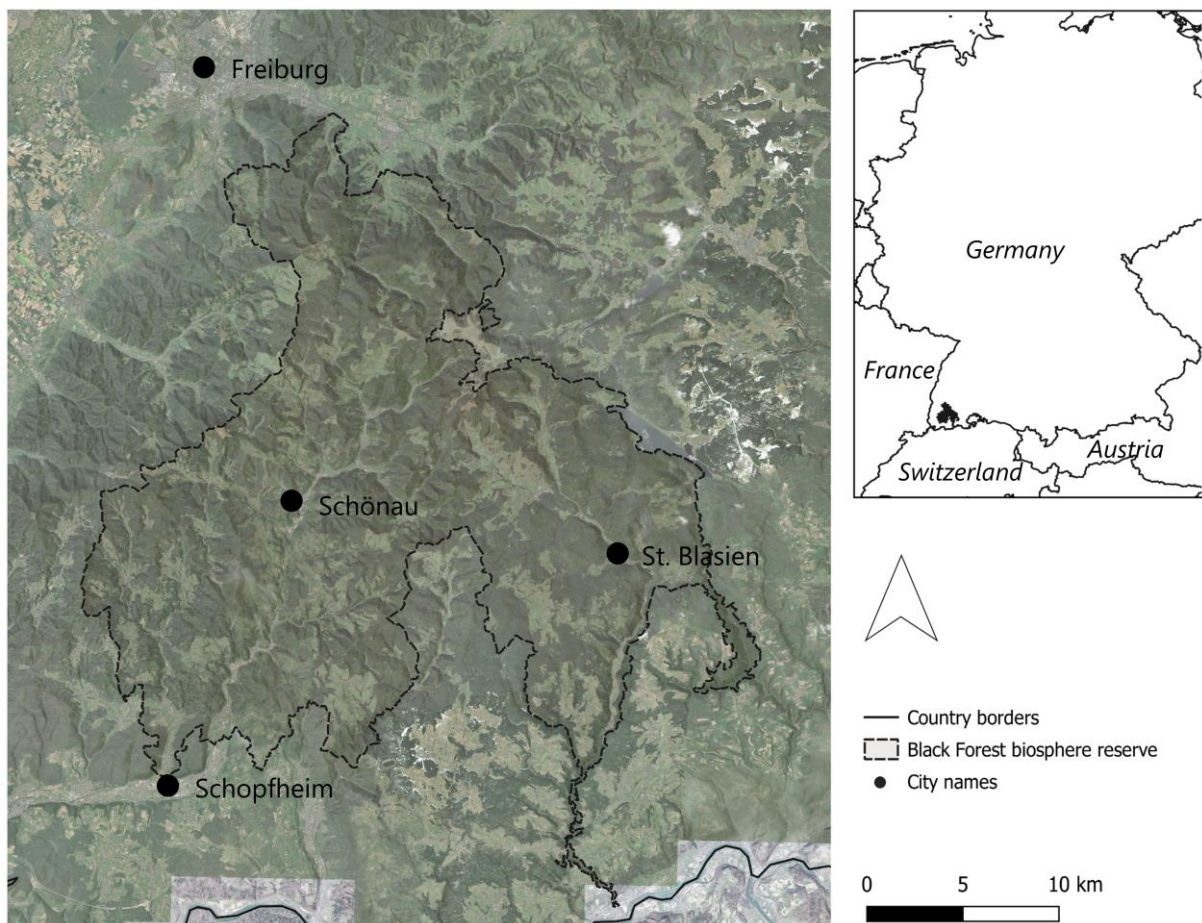 Freiburg
Schönau
St. Blasien
Schopfheim
Germany
France
Austria
Switzerland
Country borders
Black Forest biosphere reserve
City names
0 5 10 km